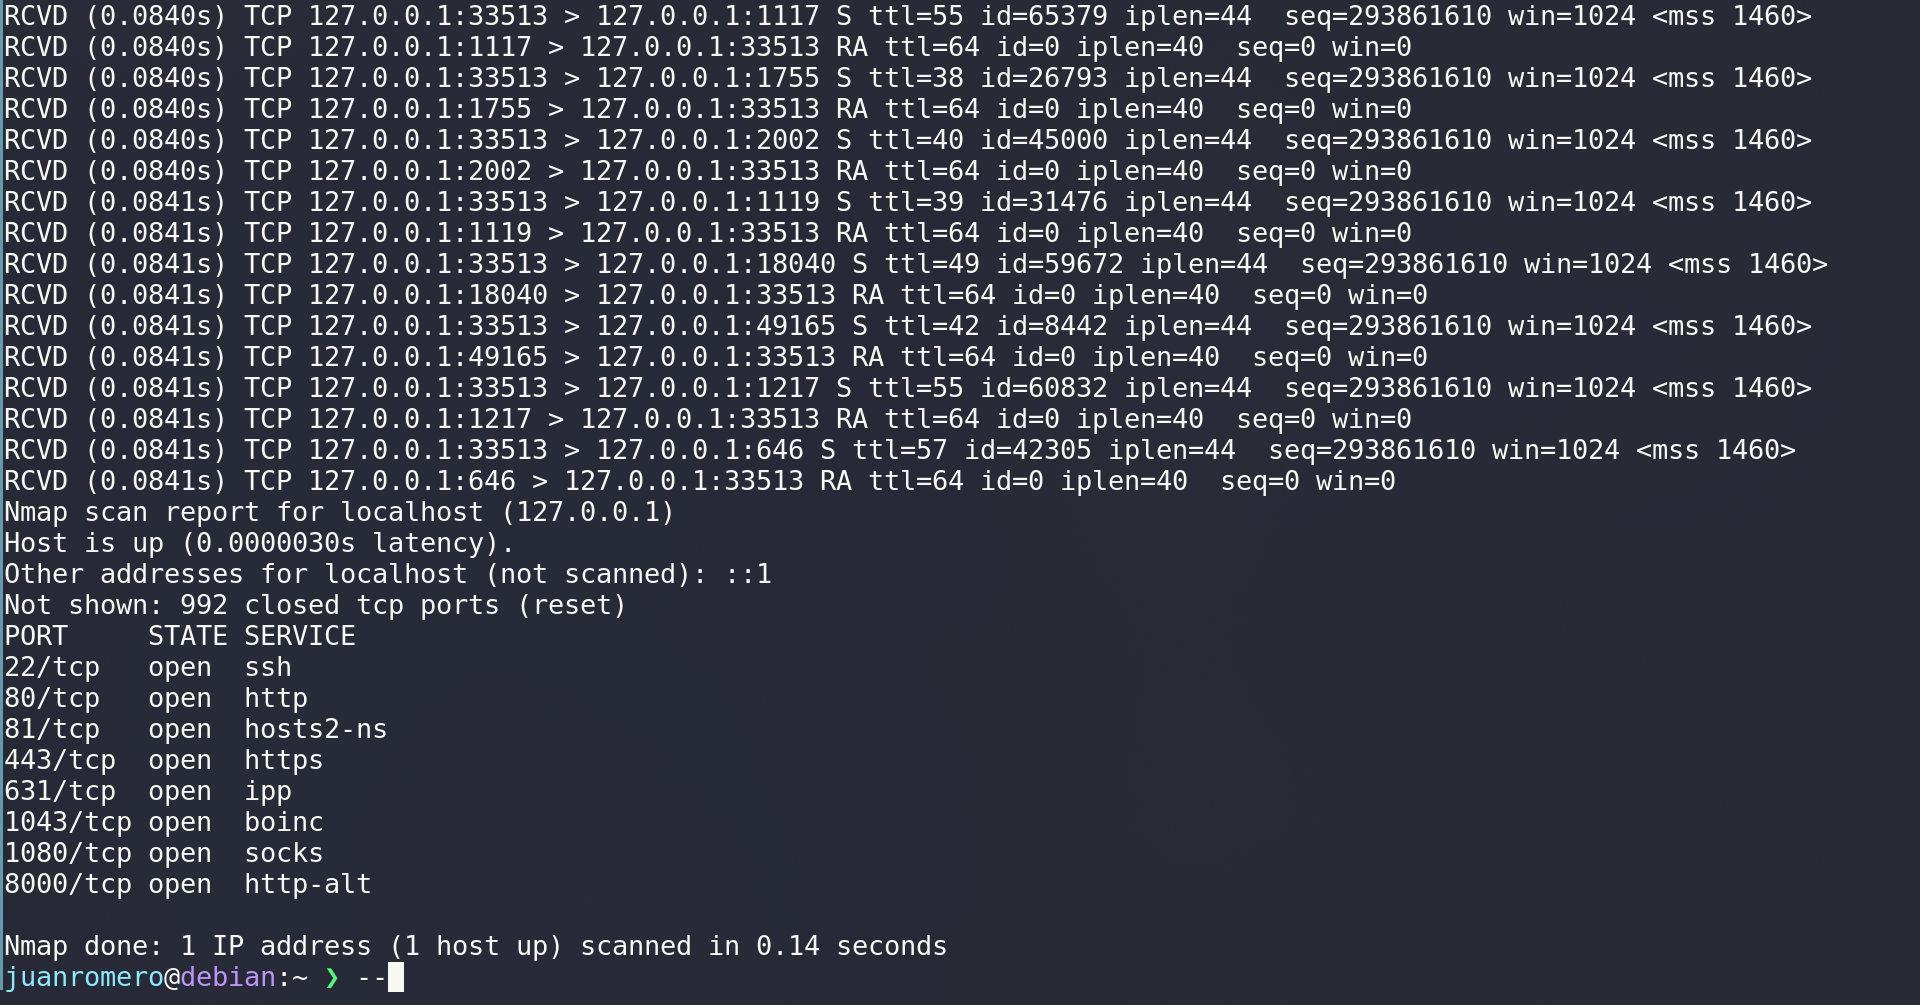 RCVD (0.0840s) TCP 127.0.0.1:33513 > 127.0.0.1:1117 S ttl=55 id=65379 iplen=44  seq=293861610 win=1024 <mss 1460>
RCVD (0.0840s) TCP 127.0.0.1:1117 > 127.0.0.1:33513 RA ttl=64 id=0 iplen=40  seq=0 win=0
RCVD (0.0840s) TCP 127.0.0.1:33513 > 127.0.0.1:1755 S ttl=38 id=26793 iplen=44  seq=293861610 win=1024 <mss 1460>
RCVD (0.0840s) TCP 127.0.0.1:1755 > 127.0.0.1:33513 RA ttl=64 id=0 iplen=40  seq=0 win=0
RCVD (0.0840s) TCP 127.0.0.1:33513 > 127.0.0.1:2002 S ttl=40 id=45000 iplen=44  seq=293861610 win=1024 <mss 1460>
RCVD (0.0840s) TCP 127.0.0.1:2002 > 127.0.0.1:33513 RA ttl=64 id=0 iplen=40  seq=0 win=0
RCVD (0.0841s) TCP 127.0.0.1:33513 > 127.0.0.1:1119 S ttl=39 id=31476 iplen=44  seq=293861610 win=1024 <mss 1460>
RCVD (0.0841s) TCP 127.0.0.1:1119 > 127.0.0.1:33513 RA ttl=64 id=0 iplen=40  seq=0 win=0
RCVD (0.0841s) TCP 127.0.0.1:33513 > 127.0.0.1:18040 S ttl=49 id=59672 iplen=44  seq=293861610 win=1024 <mss 1460>
RCVD (0.0841s) TCP 127.0.0.1:18040 > 127.0.0.1:33513 RA ttl=64 id=0 iplen=40  seq=0 win=0
RCVD (0.0841s) TCP 127.0.0.1:33513 > 127.0.0.1:49165 S ttl=42 id=8442 iplen=44  seq=293861610 win=1024 <mss 1460>
RCVD (0.0841s) TCP 127.0.0.1:49165 > 127.0.0.1:33513 RA ttl=64 id=0 iplen=40  seq=0 win=0
RCVD (0.0841s) TCP 127.0.0.1:33513 > 127.0.0.1:1217 S ttl=55 id=60832 iplen=44  seq=293861610 win=1024 <mss 1460>
RCVD (0.0841s) TCP 127.0.0.1:1217 > 127.0.0.1:33513 RA ttl=64 id=0 iplen=40  seq=0 win=0
RCVD (0.0841s) TCP 127.0.0.1:33513 > 127.0.0.1:646 S ttl=57 id=42305 iplen=44  seq=293861610 win=1024 <mss 1460>
RCVD (0.0841s) TCP 127.0.0.1:646 > 127.0.0.1:33513 RA ttl=64 id=0 iplen=40  seq=0 win=0
Nmap scan report for localhost (127.0.0.1)
Host is up (0.0000030s latency).
Other addresses for localhost (not scanned): ::1
Not shown: 992 closed tcp ports (reset)
PORT     STATE SERVICE
22/tcp   open  ssh
80/tcp   open  http
81/tcp   open  hosts2-ns
443/tcp  open  https
631/tcp  open  ipp
1043/tcp open  boinc
1080/tcp open  socks
8000/tcp open  http-alt
Nmap done: 1 IP address (1 host up) scanned in 0.14 seconds
juanromero@debian:~ ❯ --